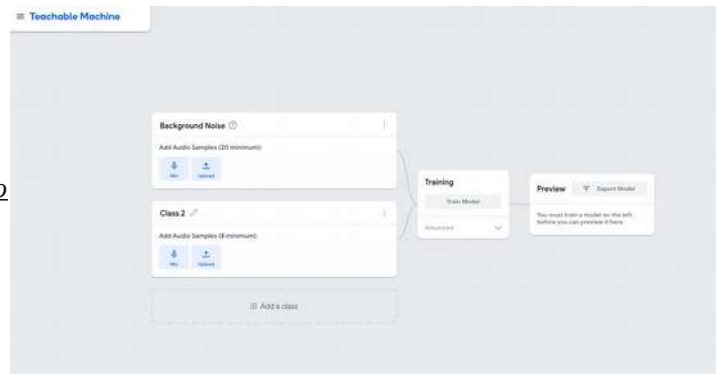 Teachable Machine
Background Noise
Add Audio Samples (20 minimum):
Mic Upload
Class 2
Add Audio Samples (8 minimum):
Mic Upload
Add a class
Training
Train Model
Advanced
Preview Export Model
You must train a model on the left
before you can preview it here.